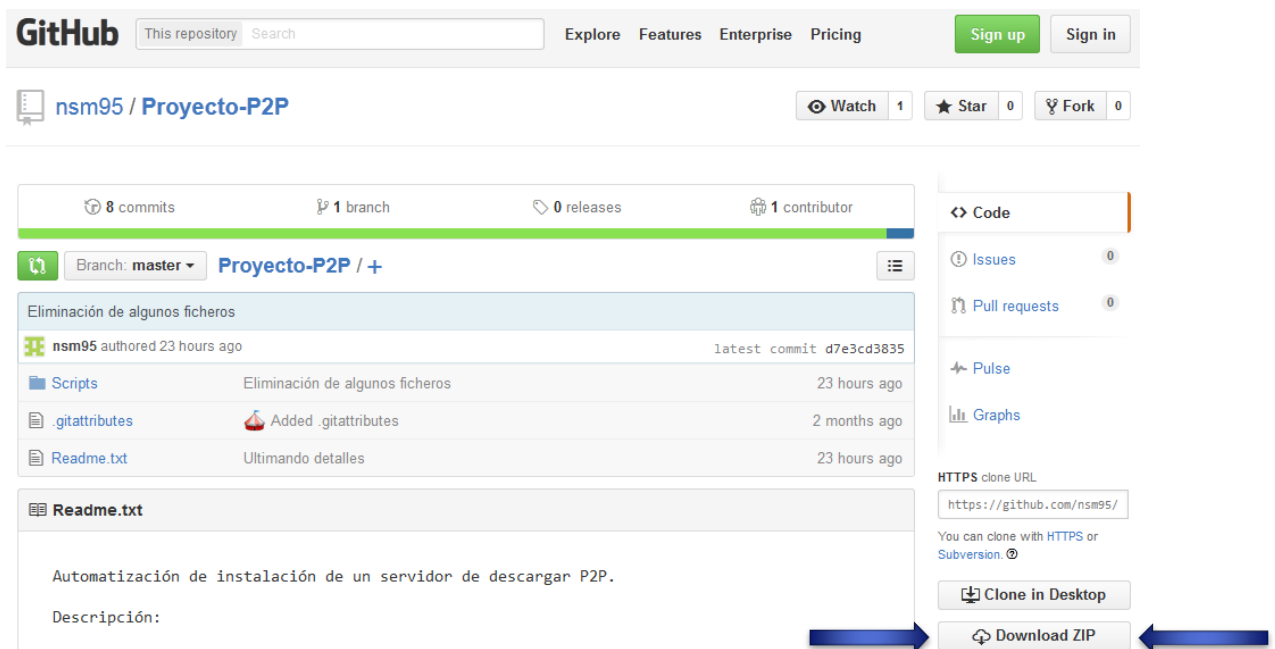 GitHub This repository Search Explore Features Enterprise Pricing Sign up Sign in
nsm95 / Proyecto-P2P Watch 1 Star 0 Fork 0
8 commits 1 branch 0 releases 1 contributor
Branch: master Proyecto-P2P / +
Eliminación de algunos ficheros
nsm95 authored 23 hours ago latest commit d7e3cd3835
Scripts Eliminación de algunos ficheros 23 hours ago
.gitattributes Added .gitattributes 2 months ago
Readme.txt Ultimando detalles 23 hours ago
Readme.txt
Automatización de instalación de un servidor de descargar P2P.
Descripción:
<> Code
Issues 0
Pull requests 0
Pulse
Graphs
HTTPS clone URL
https://github.com/nsm95/
You can clone with HTTPS or
Subversion.
Clone in Desktop
Download ZIP